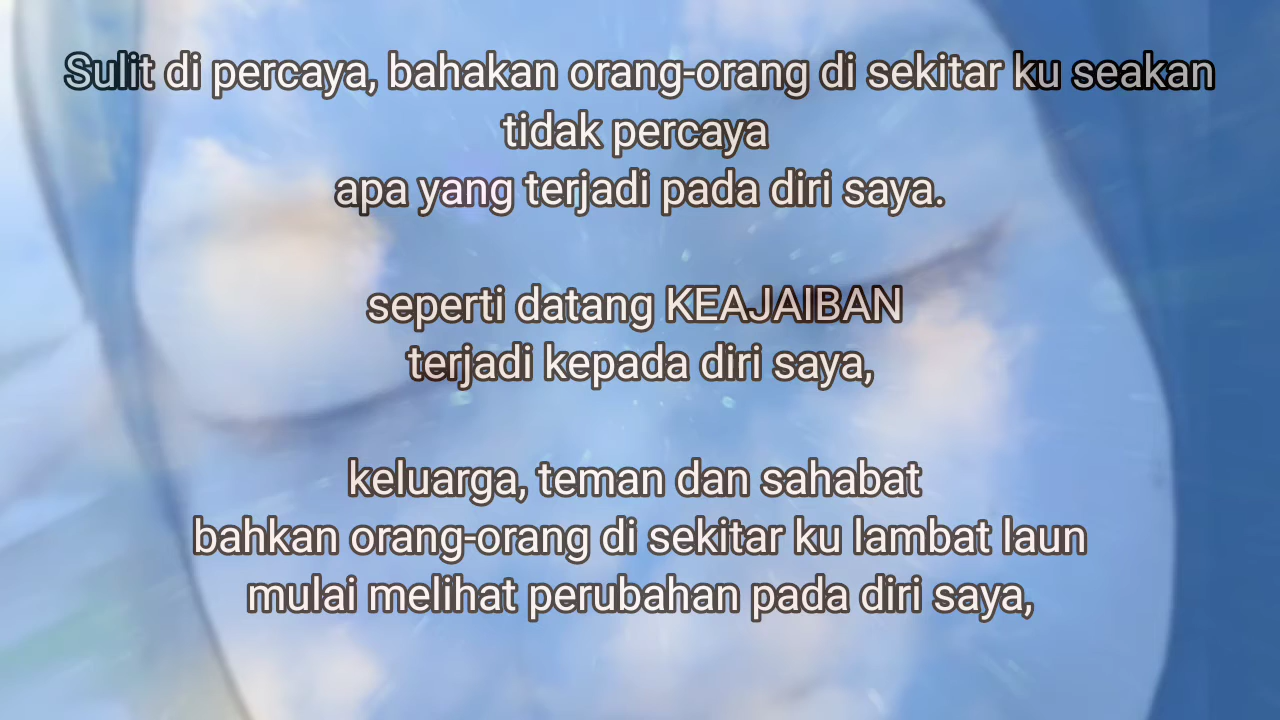 Sulit di percaya, bahakan orang-orang di sekitar ku seakan
tidak percaya
apa yang terjadi pada diri saya.
seperti datang KEAJAIBAN
terjadi kepada diri saya,
keluarga, teman dan sahabat
bahkan orang-orang di sekitar ku lambat laun
mulai melihat perubahan pada diri saya,